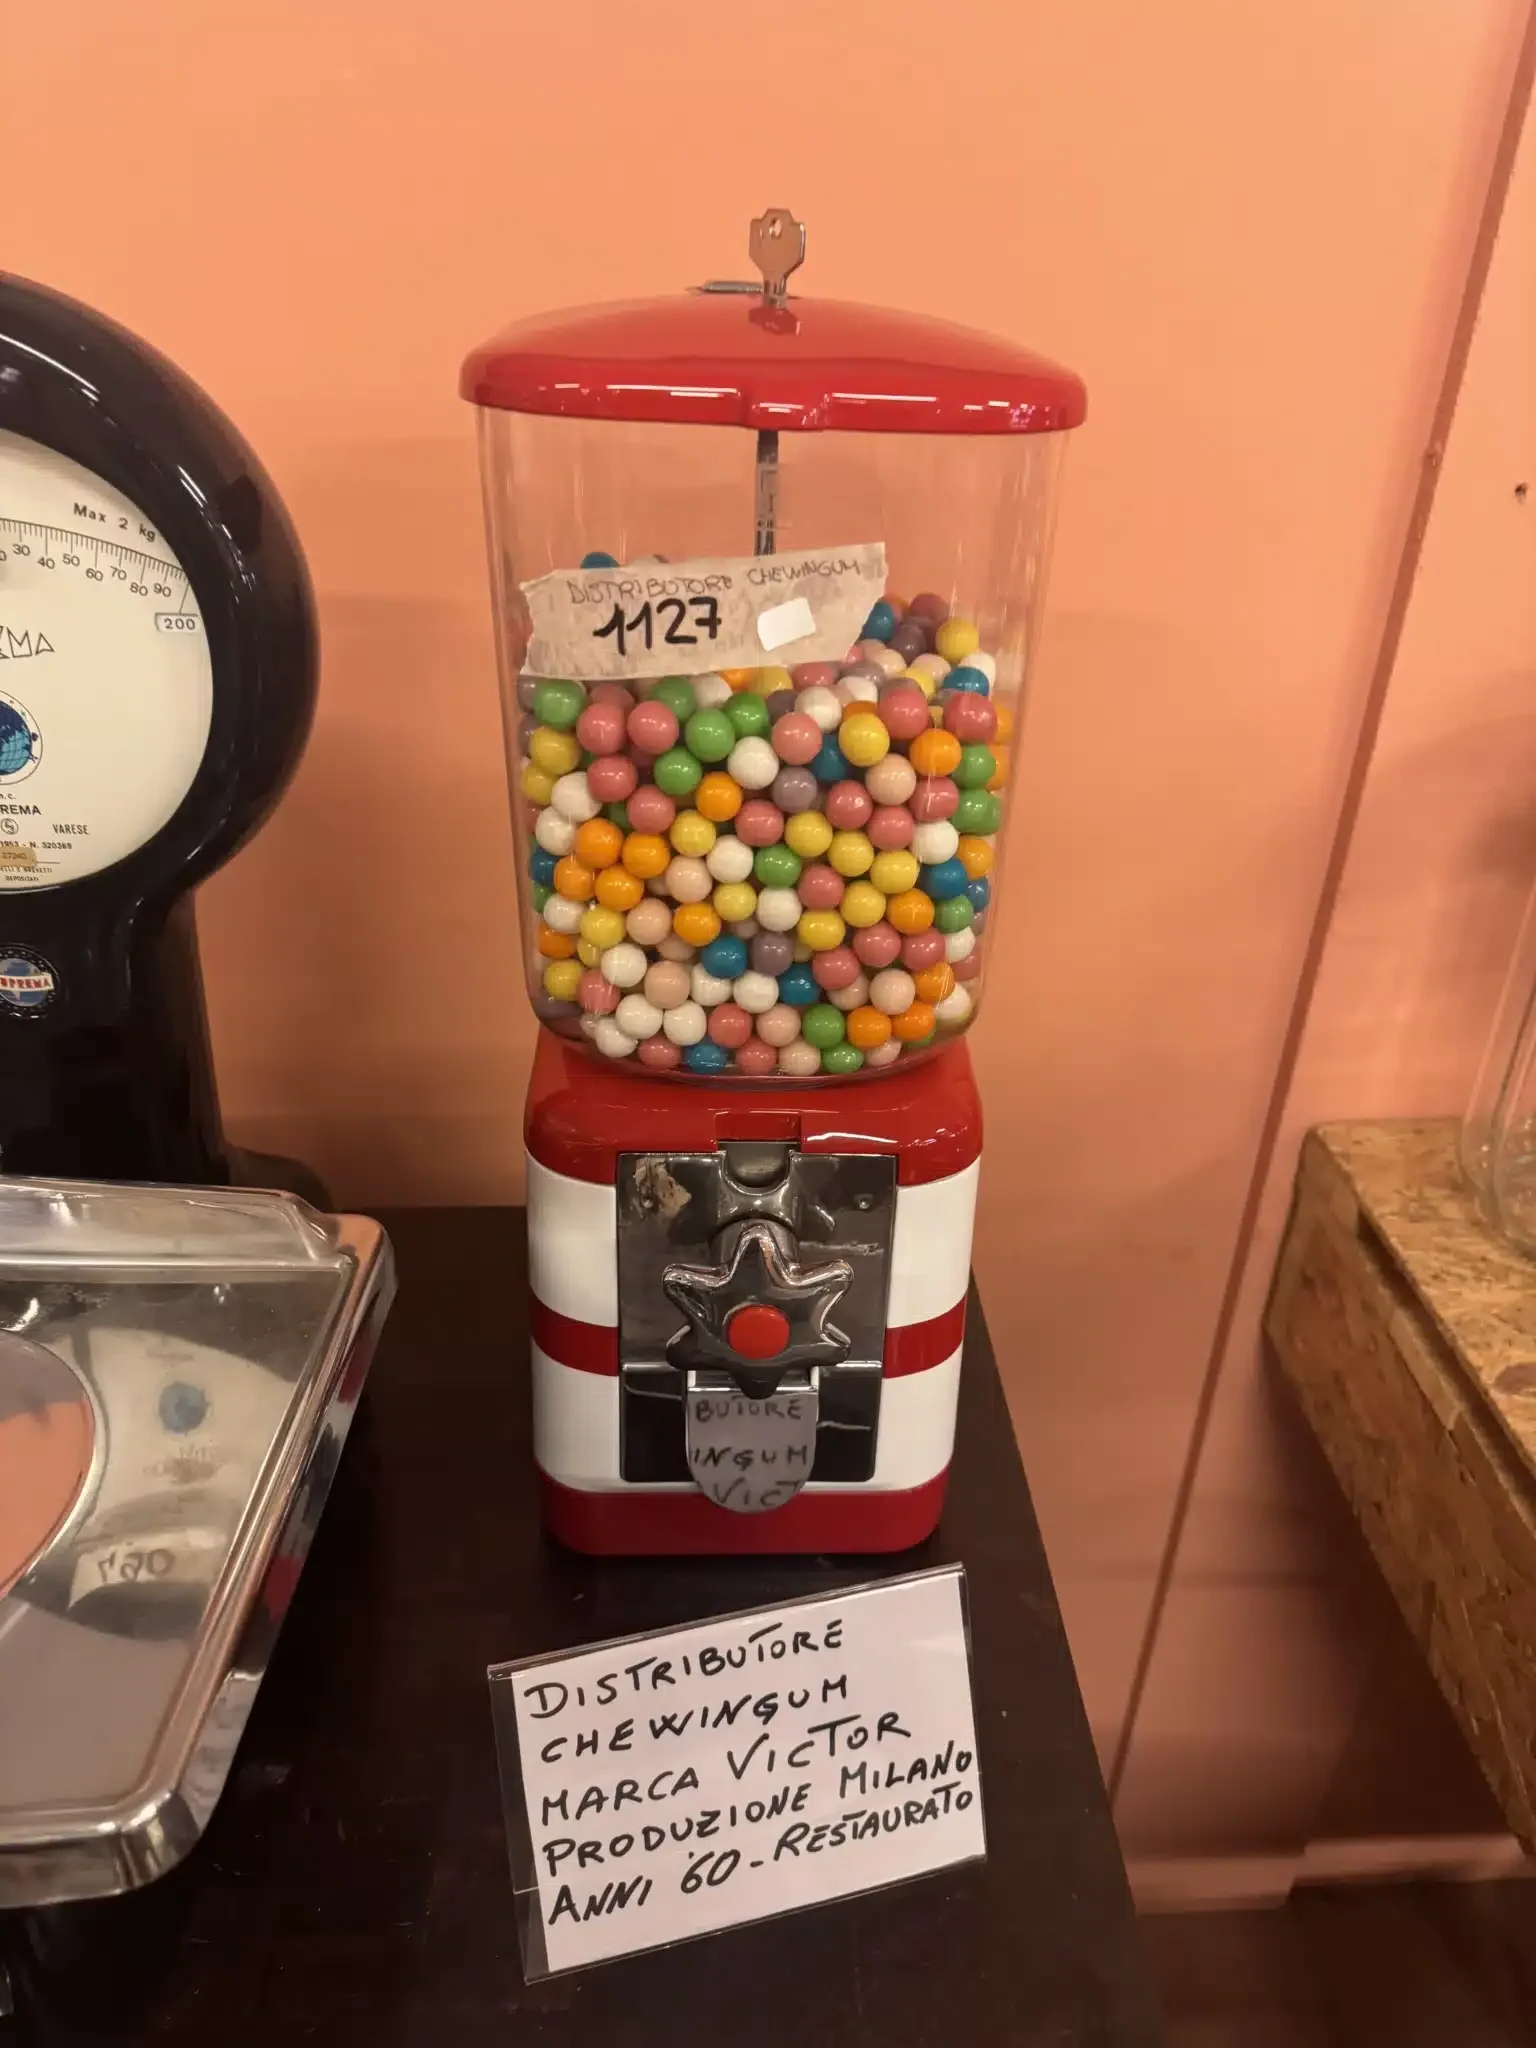 Max 2 kg
30 40 50 60 70 80 90
200
VARESE
DISTRIBUTORE CHEWINGUM
1127
BUTORE
INGUM
VICT
DISTRIBUTORE
CHEWINGUM
MARCA VICTOR
PRODUZIONE MILANO
ANNI '60 - RESTAURATO